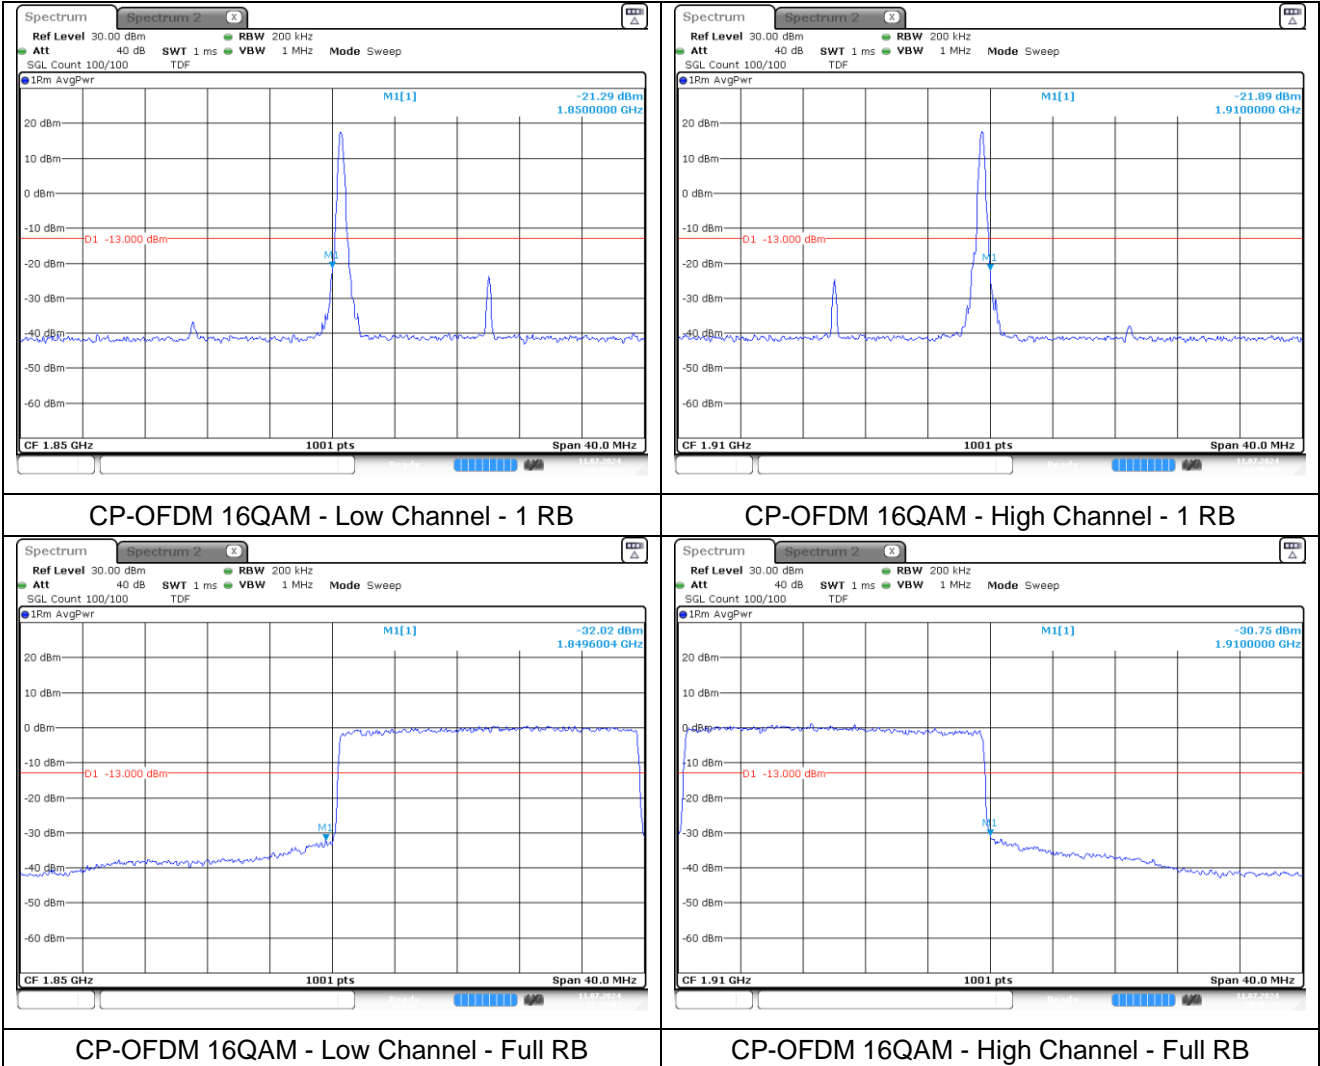 Spectrum Spectrum 2 X
Ref Level 30.00 dBm RBW 200 kHz
Att 40 dB SWT 1 ms VBW 1 MHz Mode Sweep
SGL Count 100/100 TDF
1Rm AvgPwr
M1[1] -21.29 dBm
1.8500000 GHz
20 dBm
10 dBm
0 dBm
-10 dBm
D1 -13.000 dBm
M1
-20 dBm
-30 dBm
-40 dBm
-50 dBm
-60 dBm
CF 1.85 GHz 1001 pts Span 40.0 MHz
Ready 11.07.2024
CP-OFDM 16QAM - Low Channel - 1 RB
Spectrum Spectrum 2 X
Ref Level 30.00 dBm RBW 200 kHz
Att 40 dB SWT 1 ms VBW 1 MHz Mode Sweep
SGL Count 100/100 TDF
1Rm AvgPwr
M1[1] -21.89 dBm
1.9100000 GHz
20 dBm
10 dBm
0 dBm
-10 dBm
D1 -13.000 dBm
M1
-20 dBm
-30 dBm
-40 dBm
-50 dBm
-60 dBm
CF 1.91 GHz 1001 pts Span 40.0 MHz
Ready 11.07.2024
CP-OFDM 16QAM - High Channel - 1 RB
Spectrum Spectrum 2 X
Ref Level 30.00 dBm RBW 200 kHz
Att 40 dB SWT 1 ms VBW 1 MHz Mode Sweep
SGL Count 100/100 TDF
1Rm AvgPwr
M1[1] -32.02 dBm
1.8496004 GHz
20 dBm
10 dBm
0 dBm
-10 dBm
D1 -13.000 dBm
-20 dBm
M1
-30 dBm
-40 dBm
-50 dBm
-60 dBm
CF 1.85 GHz 1001 pts Span 40.0 MHz
Ready 11.07.2024
CP-OFDM 16QAM - Low Channel - Full RB
Spectrum Spectrum 2 X
Ref Level 30.00 dBm RBW 200 kHz
Att 40 dB SWT 1 ms VBW 1 MHz Mode Sweep
SGL Count 100/100 TDF
1Rm AvgPwr
M1[1] -30.75 dBm
1.9100000 GHz
20 dBm
10 dBm
0 dBm
-10 dBm
D1 -13.000 dBm
-20 dBm
M1
-30 dBm
-40 dBm
-50 dBm
-60 dBm
CF 1.91 GHz 1001 pts Span 40.0 MHz
Ready 11.07.2024
CP-OFDM 16QAM - High Channel - Full RB